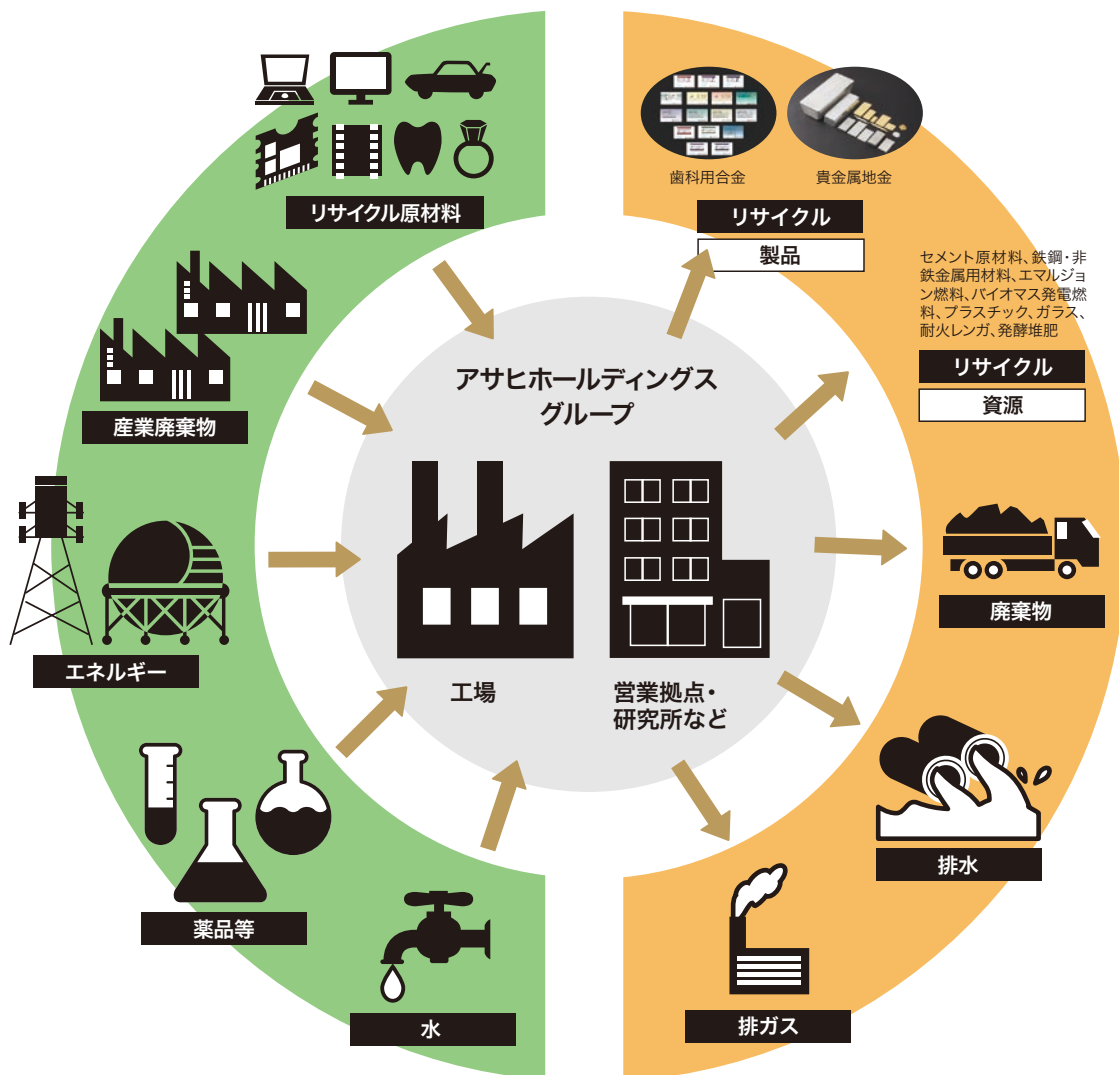 リサイクル原材料
産業廃棄物
エネルギー
薬品等
水
アサヒホールディングス
グループ
工場
営業拠点・
研究所など
歯科用合金
貴金属地金
リサイクル
製品
セメント原材料、鉄鋼・非
鉄金属用材料、エマルジョ
ン燃料、バイオマス発電燃
料、プラスチック、ガラス、
耐火レンガ、発酵堆肥
リサイクル
資源
廃棄物
排水
排ガス